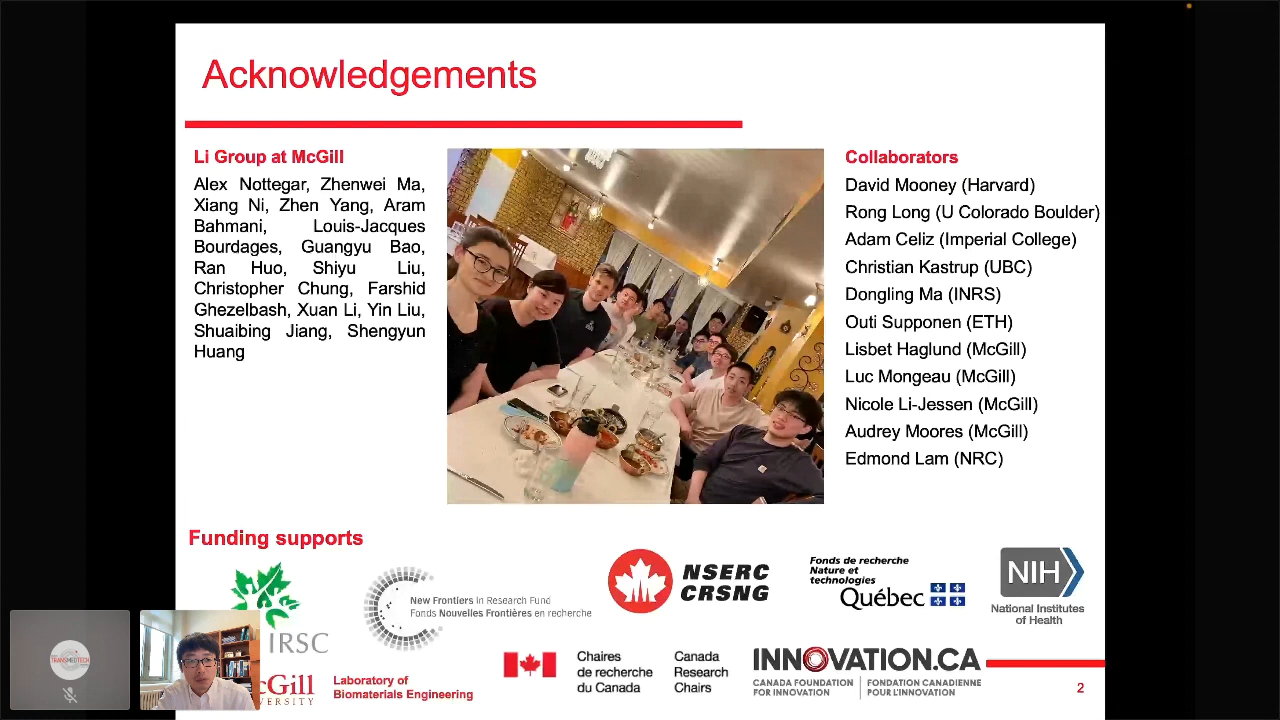 Acknowledgements
Li Group at McGill
Alex Nottegar, Zhenwei Ma,
Xiang Ni, Zhen Yang, Aram
Bahmani, Louis-Jacques
Bourdages, Guangyu Bao,
Ran Huo, Shiyu Liu,
Christopher Chung, Farshid
Ghezelbash, Xuan Li, Yin Liu,
Shuaibing Jiang, Shengyun
Huang
Collaborators
David Mooney (Harvard)
Rong Long (U Colorado Boulder)
Adam Celiz (Imperial College)
Christian Kastrup (UBC)
Dongling Ma (INRS)
Outi Supponen (ETH)
Lisbet Haglund (McGill)
Luc Mongeau (McGill)
Nicole Li-Jessen (McGill)
Audrey Moores (McGill)
Edmond Lam (NRC)
Funding supports
IRSC
New Frontiers in Research Fund
Fonds Nouvelles Frontières en recherche
NSERC
CRSNG
Fonds de recherche
Nature et
technologies
Québec
NIH
National Institutes
of Health
TRANSMEDTECH
Laboratory of
Biomaterials Engineering
Chaires
de recherche
du Canada
Canada
Research
Chairs
INNOVATION.CA
CANADA FOUNDATION
FOR INNOVATION
FONDATION CANADIENNE
POUR L'INNOVATION
2